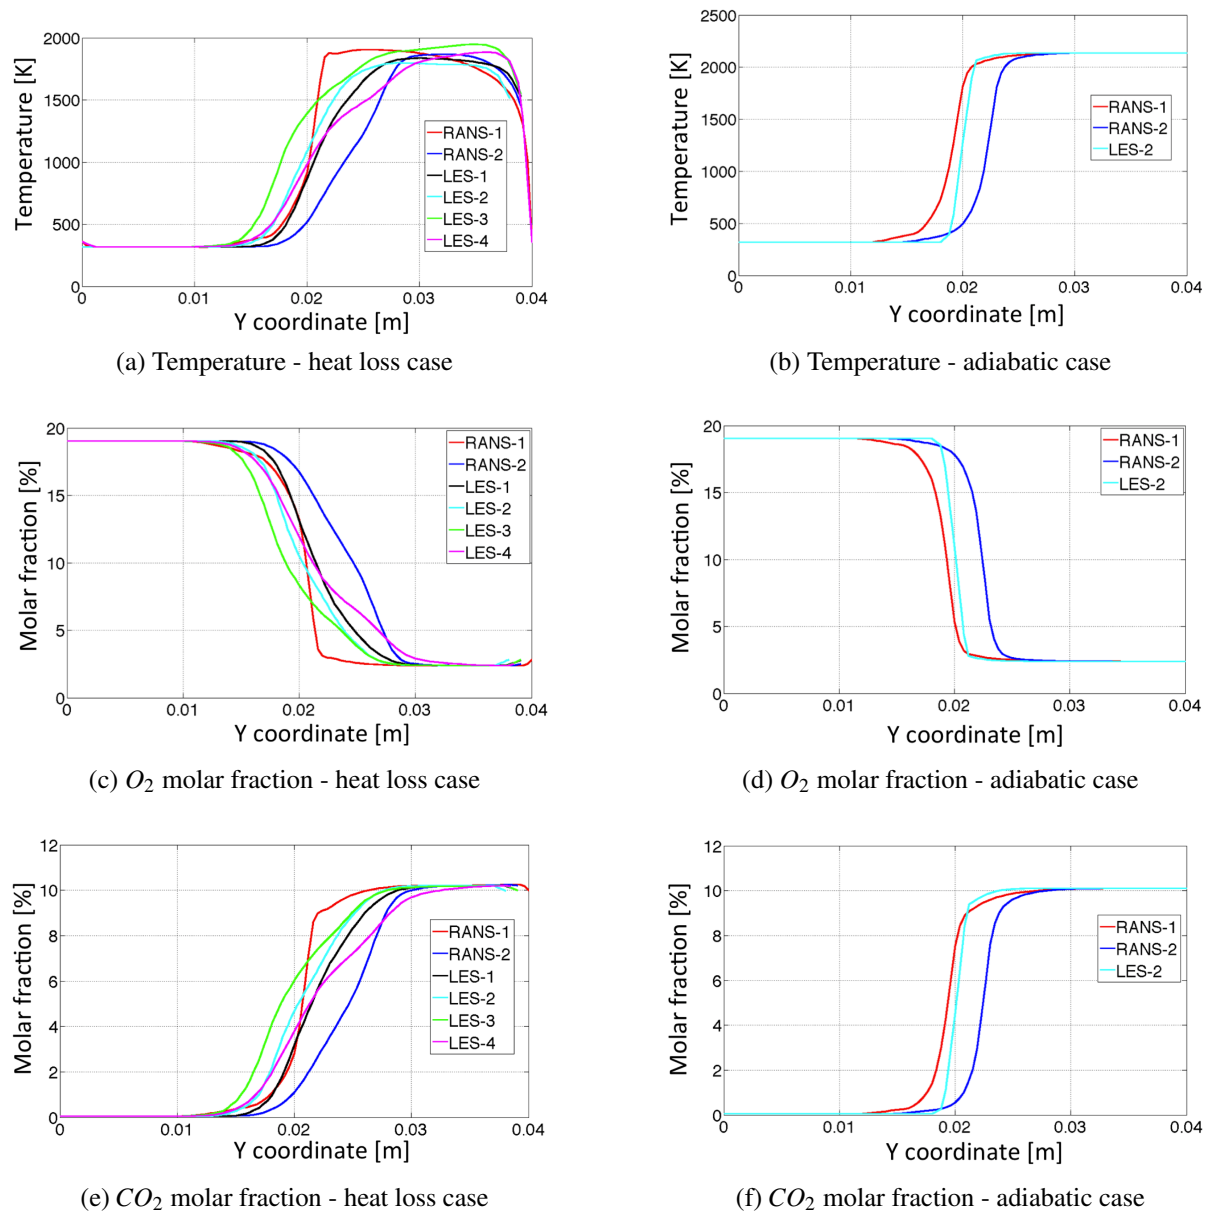 2000
1500
1000
500
0
Temperature [K]
RANS-1
RANS-2
LES-1
LES-2
LES-3
LES-4
0 0.01 0.02 0.03 0.04
Y coordinate [m]
(a) Temperature - heat loss case
2500
2000
1500
1000
500
0
Temperature [K]
RANS-1
RANS-2
LES-2
0 0.01 0.02 0.03 0.04
Y coordinate [m]
(b) Temperature - adiabatic case
20
15
10
5
0
Molar fraction [%]
RANS-1
RANS-2
LES-1
LES-2
LES-3
LES-4
0 0.01 0.02 0.03 0.04
Y coordinate [m]
(c) O2 molar fraction - heat loss case
20
15
10
5
0
Molar fraction [%]
RANS-1
RANS-2
LES-2
0 0.01 0.02 0.03 0.04
Y coordinate [m]
(d) O2 molar fraction - adiabatic case
12
10
8
6
4
2
0
Molar fraction [%]
RANS-1
RANS-2
LES-1
LES-2
LES-3
LES-4
0 0.01 0.02 0.03 0.04
Y coordinate [m]
(e) CO2 molar fraction - heat loss case
12
10
8
6
4
2
0
Molar fraction [%]
RANS-1
RANS-2
LES-2
0 0.01 0.02 0.03 0.04
Y coordinate [m]
(f) CO2 molar fraction - adiabatic case